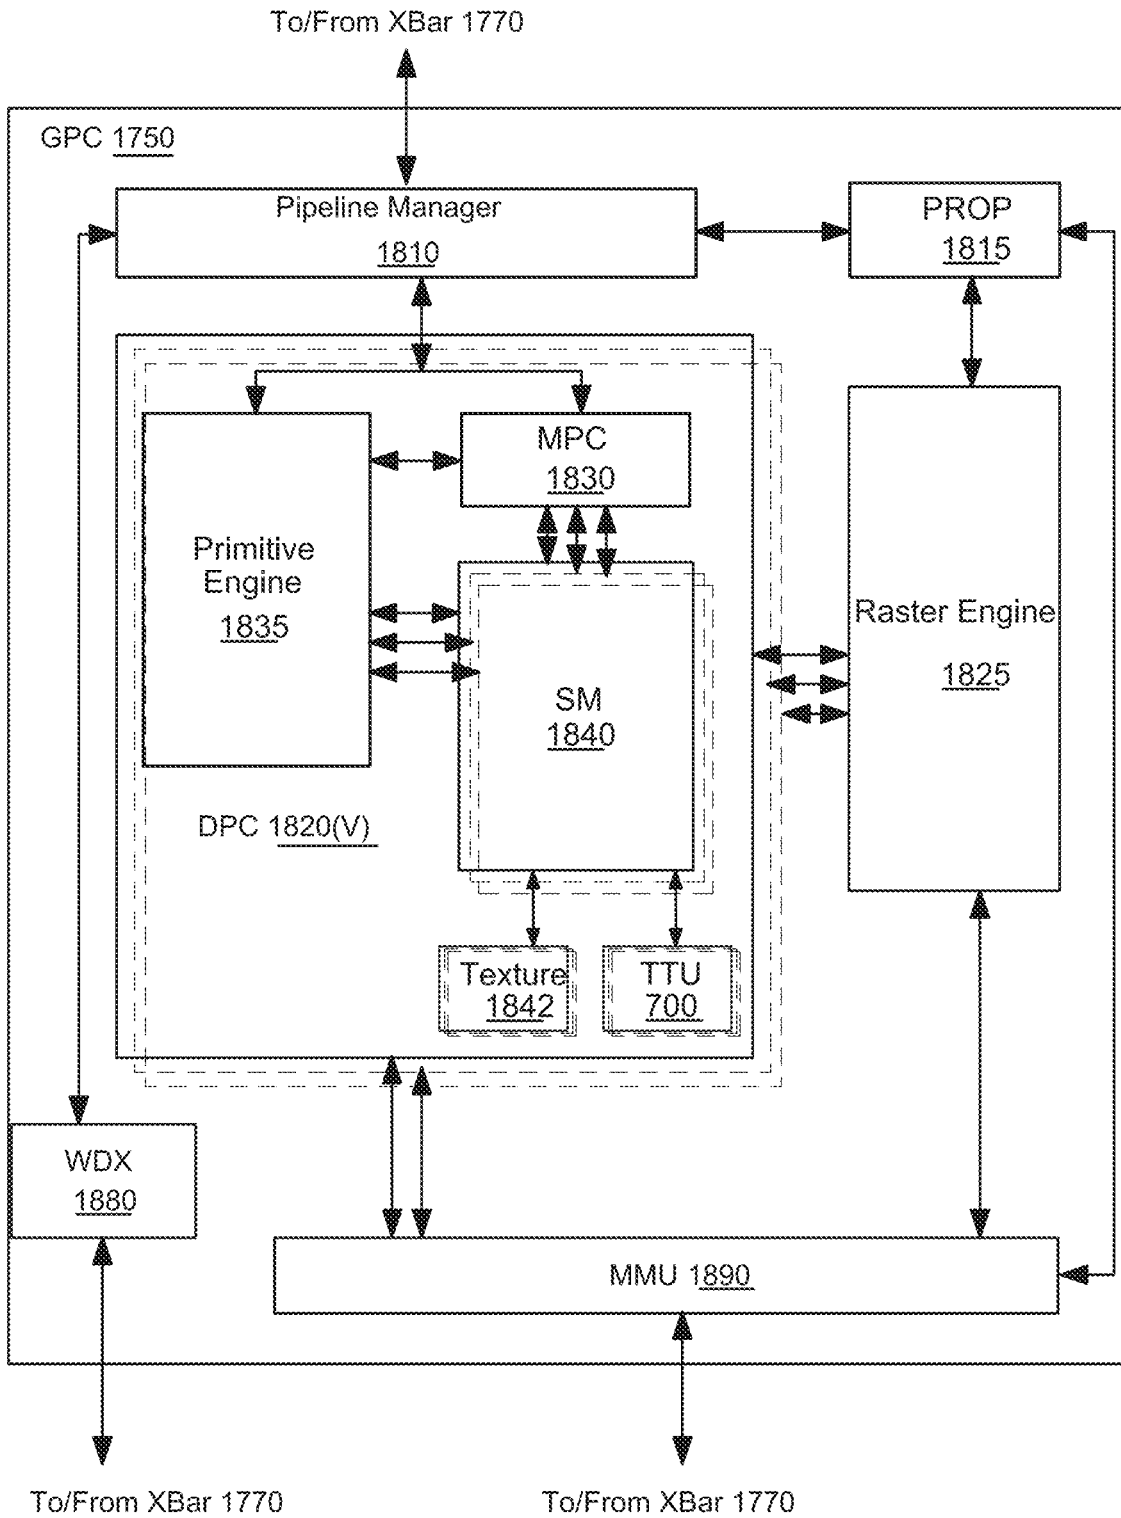 To/From XBar 1770
GPC 1750
Pipeline Manager
1810
PROP
1815
MPC
1830
Primitive
Engine
1835
Raster Engine
1825
SM
1840
DPC 1820(V)
Texture
1842
TTU
700
WDX
1880
MMU 1890
To/From XBar 1770
To/From XBar 1770